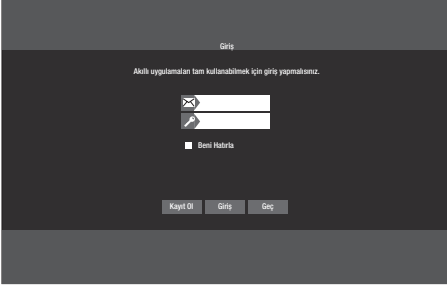 Giriş
Akıllı uygulamaları tam kullanabilmek için giriş yapmalısınız.
Beni Hatırla
Kayıt Ol Giriş Geç